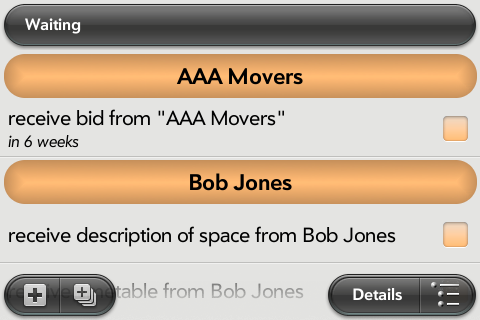 Waiting
AAA Movers
receive bid from "AAA Movers"
in 6 weeks
Bob Jones
receive description of space from Bob Jones
receive timetable from Bob Jones
Details